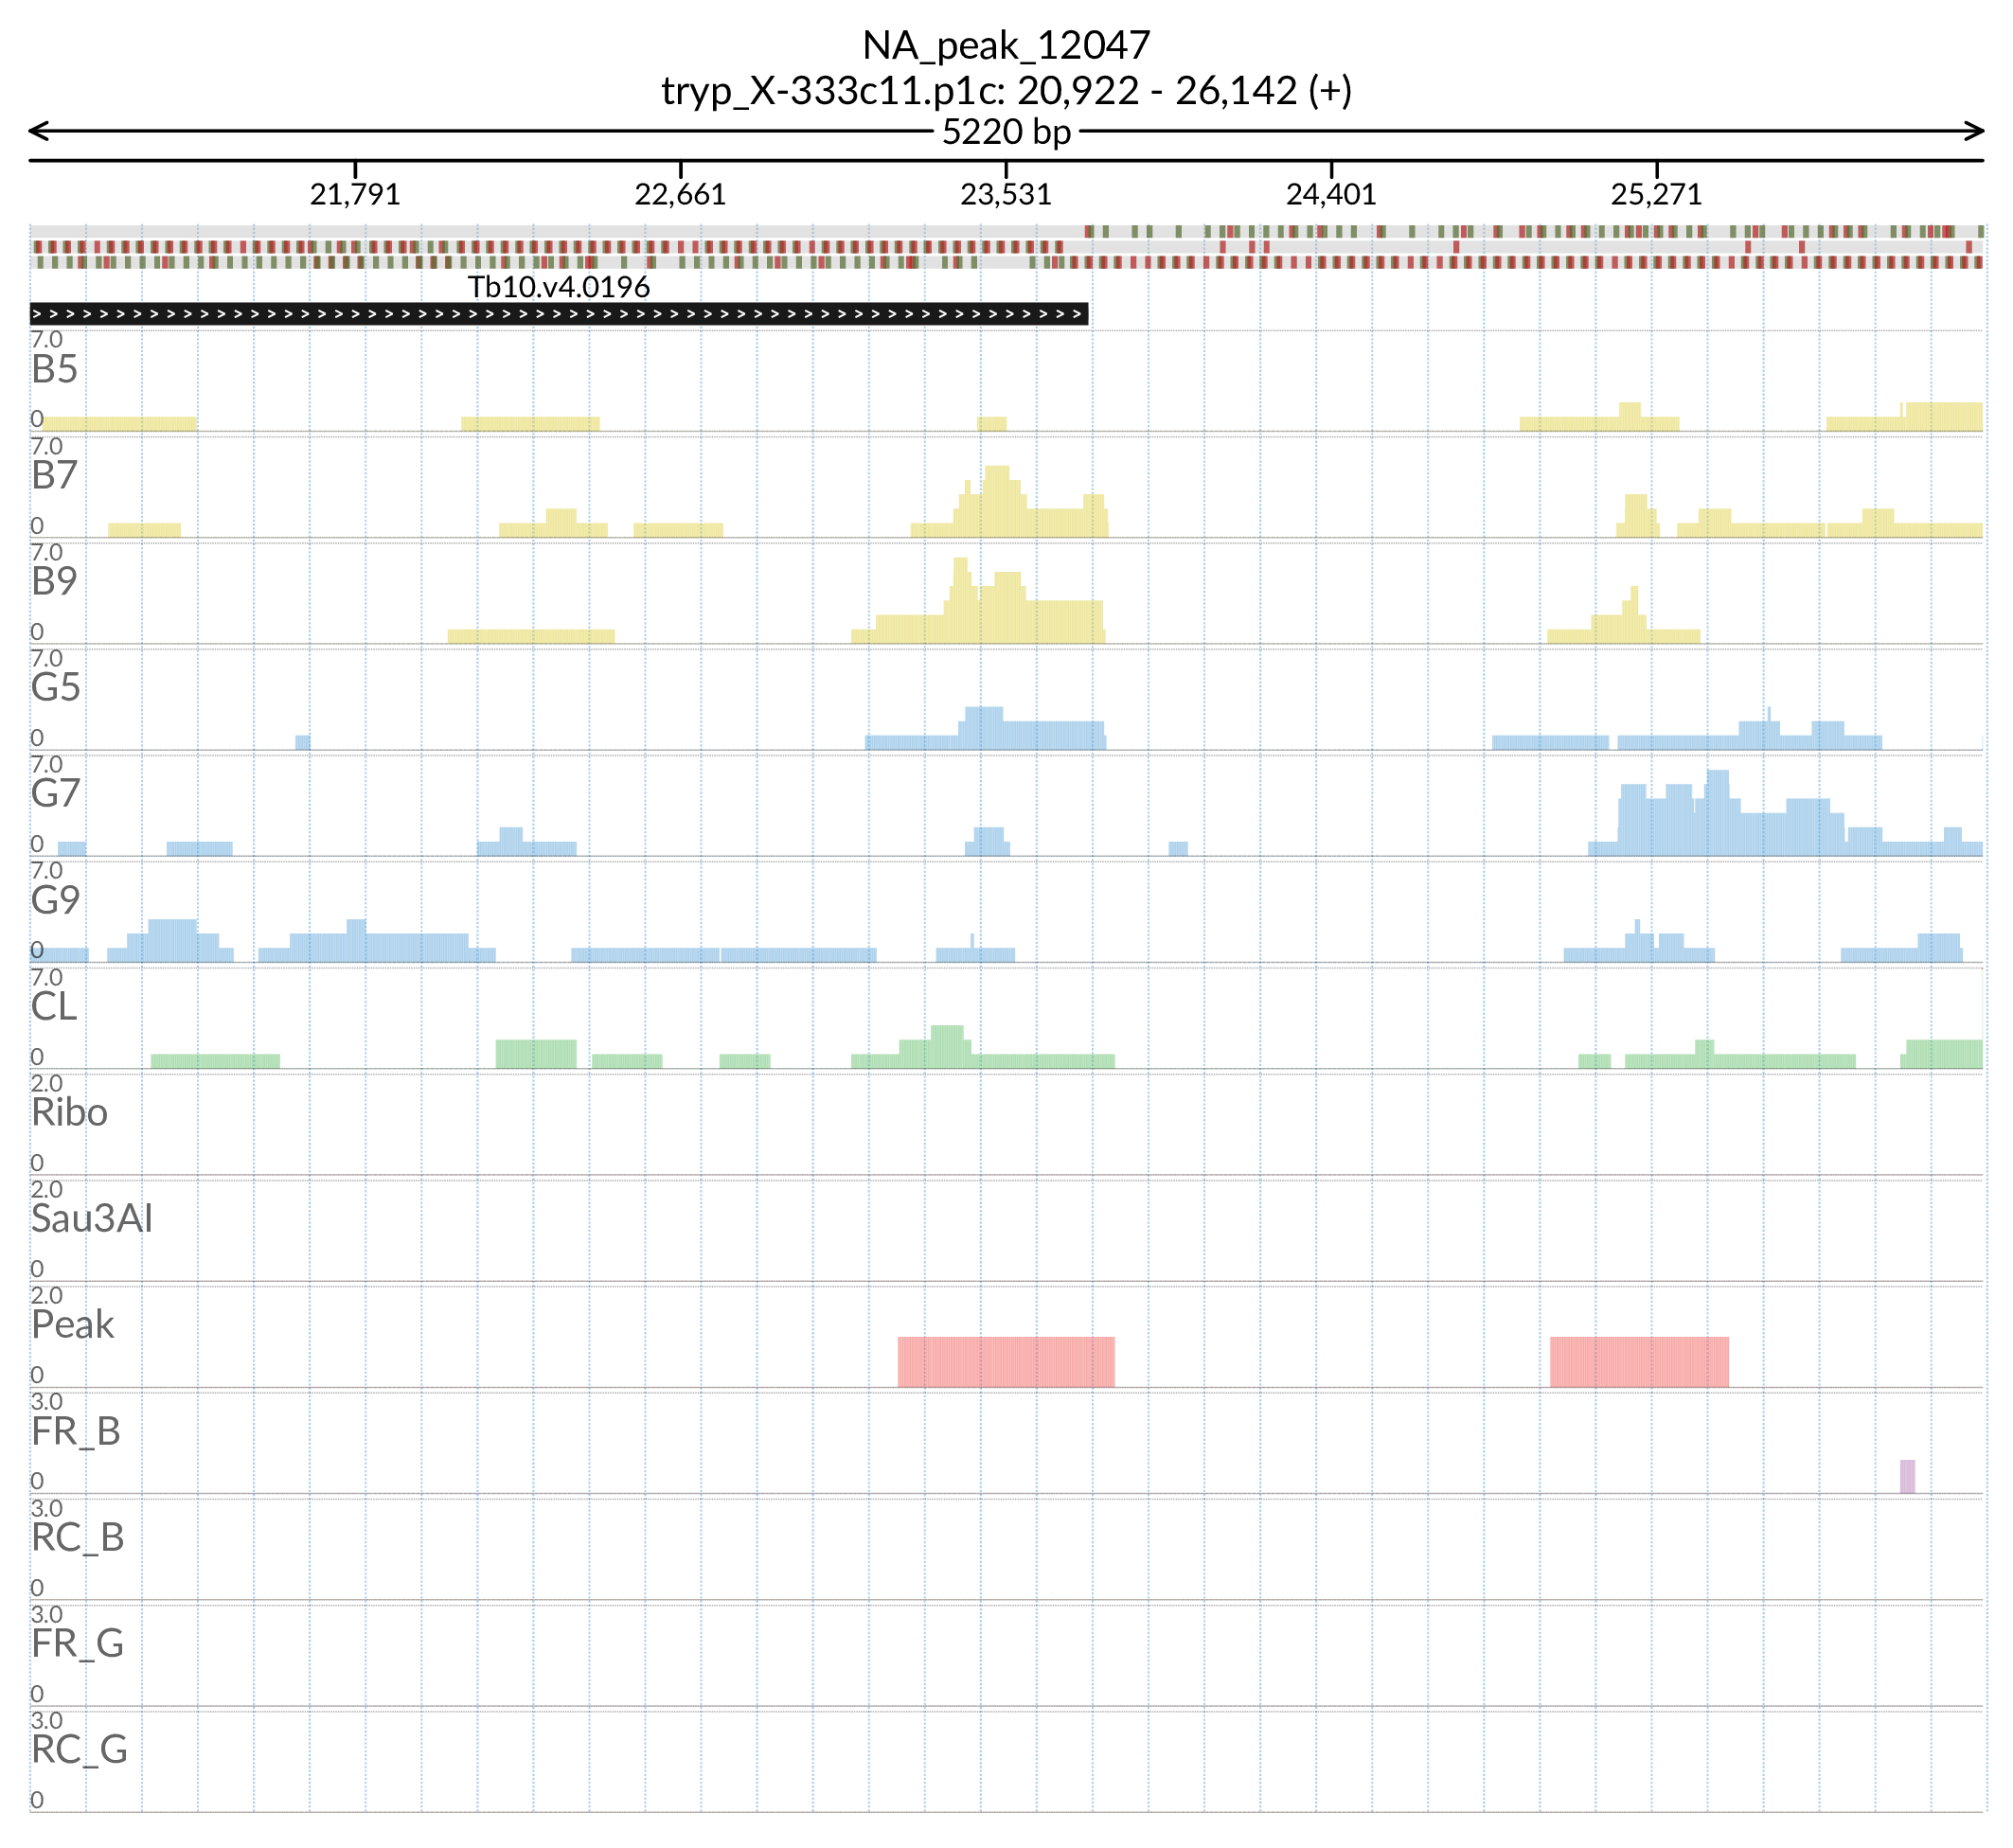 NA_peak_12047
tryp_X-333c11.p1c: 20,922 - 26,142 (+)
5220 bp
21,791 22,661 23,531 24,401 25,271
Tb10.v4.0196
7.0
B5
0
7.0
B7
0
7.0
B9
0
7.0
G5
0
7.0
G7
0
7.0
G9
0
7.0
CL
0
2.0
Ribo
0
2.0
Sau3AI
0
2.0
Peak
0
3.0
FR_B
0
3.0
RC_B
0
3.0
FR_G
0
3.0
RC_G
0